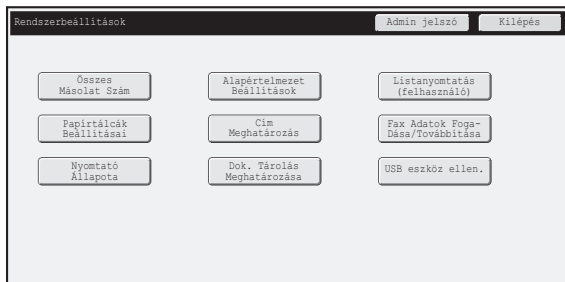 Rendszerbeállítások
Admin jelszó
Kilépés
Összes
Másolat Szám
Alapértelmezet
Beállítások
Listanyomtatás
(felhasználó)
Papírtálcák
Beállításai
Cím
Meghatározás
Fax Adatok Foga-
Dása/Továbbítása
Nyomtató
Állapota
Dok. Tárolás
Meghatározása
USB eszköz ellen.